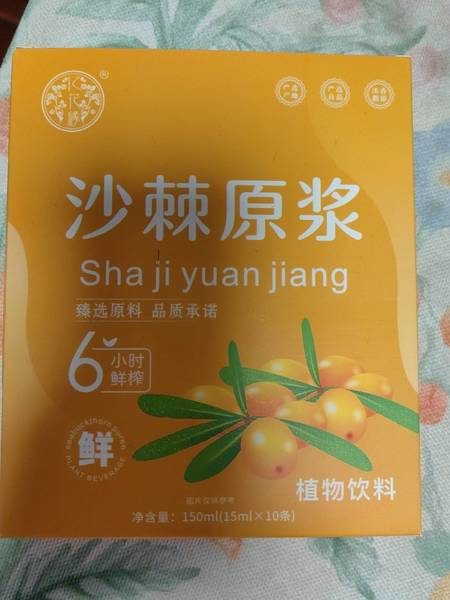 ®
沙棘原浆
Sha ji yuan jiang
臻选原料 品质承诺
6 小时
鲜榨
seabuckthorn puree
鲜
PLANT BEVERAGE
图片仅供参考
植物饮料
净含量：150ml(15ml×10条)